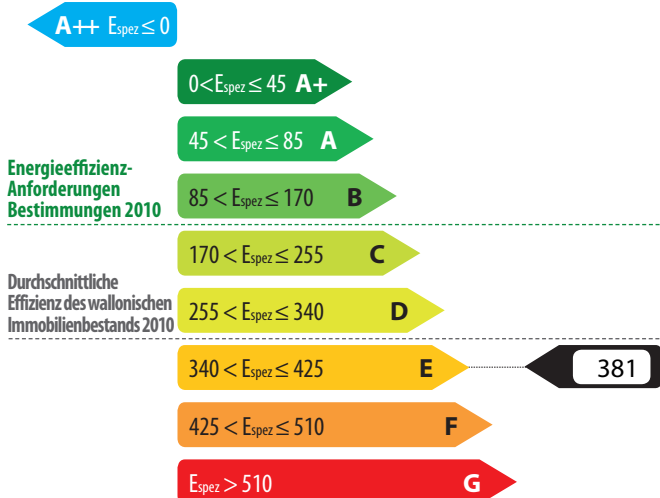 A++ Espez ≤ 0
0<Espez ≤ 45 A+
45 < Espez ≤ 85 A
Energieeffizienz-
Anforderungen
Bestimmungen 2010
85 < Espez ≤ 170 B
170 < Espez ≤ 255 C
Durchschnittliche
Effizienz des wallonischen
Immobilienbestands 2010
255 < Espez ≤ 340 D
340 < Espez ≤ 425 E
381
425 < Espez ≤ 510 F
Espez > 510 G